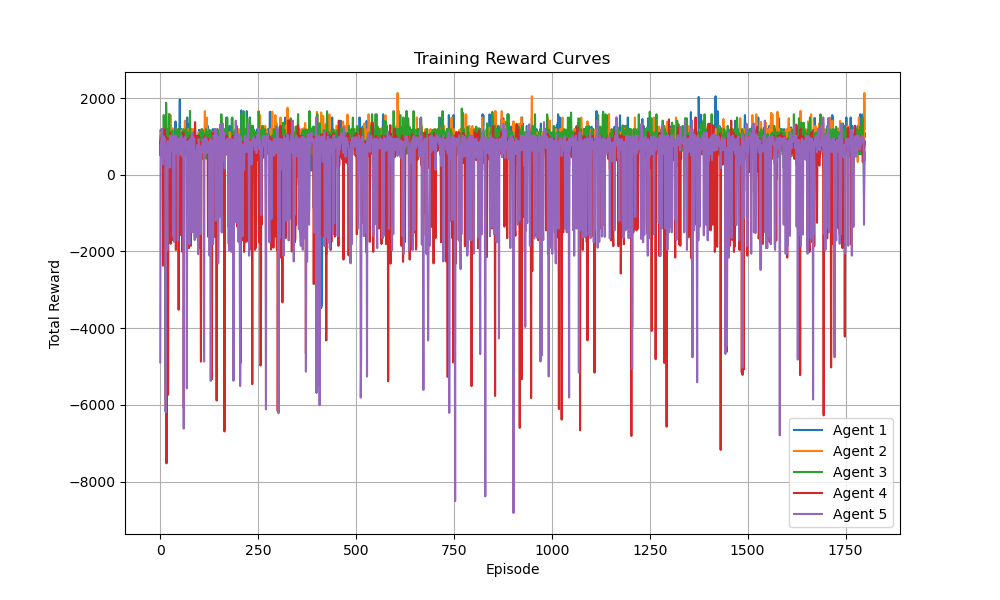 Training Reward Curves
Total Reward
2000
0
−2000
−4000
−6000
−8000
0 250 500 750 1000 1250 1500 1750
Episode
Agent 1
Agent 2
Agent 3
Agent 4
Agent 5